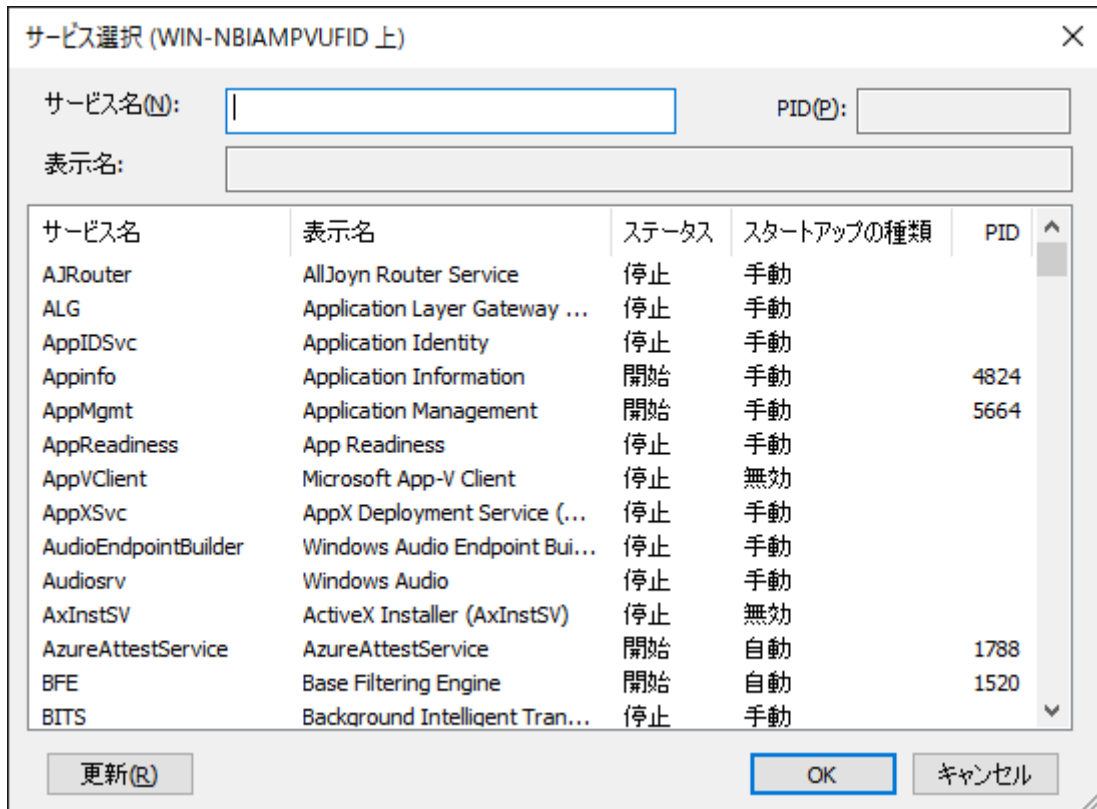 サービス選択 (WIN-NBIAMPVUFID 上)
サービス名(N): PID(P):
表示名:
サービス名 表示名 ステータス スタートアップの種類 PID
AJRouter AllJoyn Router Service 停止 手動
ALG Application Layer Gateway ... 停止 手動
AppIDSvc Application Identity 停止 手動
Appinfo Application Information 開始 手動 4824
AppMgmt Application Management 開始 手動 5664
AppReadiness App Readiness 停止 手動
AppVClient Microsoft App-V Client 停止 無効
AppXSvc AppX Deployment Service (... 停止 手動
AudioEndpointBuilder Windows Audio Endpoint Bui... 停止 手動
Audiosrv Windows Audio 停止 手動
AxInstSV ActiveX Installer (AxInstSV) 停止 無効
AzureAttestService AzureAttestService 開始 自動 1788
BFE Base Filtering Engine 開始 自動 1520
BITS Background Intelligent Tran... 停止 手動
更新(R) OK キャンセル